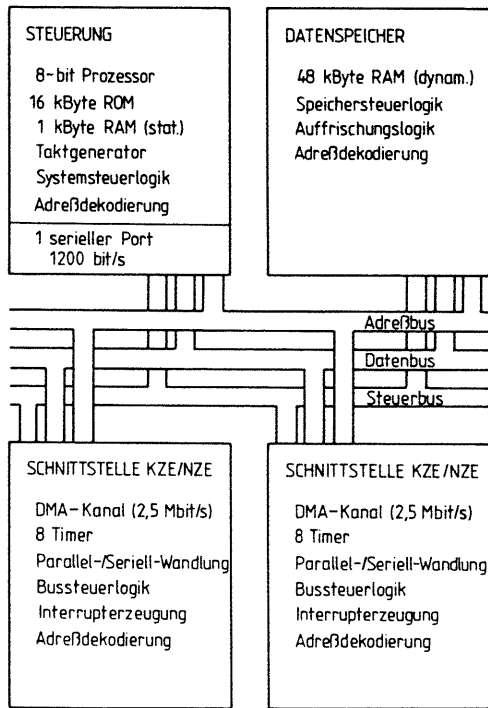 STEUERUNG
8-bit Prozessor
16 kByte ROM
1 kByte RAM (stat.)
Taktgenerator
Systemsteuerlogik
Adreßdekodierung
1 serieller Port
1200 bit/s
DATENSPEICHER
48 kByte RAM (dynam.)
Speichersteuerlogik
Auffrischungslogik
Adreßdekodierung
Adreßbus
Datenbus
Steuerbus
SCHNITTSTELLE KZE/NZE
DMA-Kanal (2,5 Mbit/s)
8 Timer
Parallel-/Seriell-Wandlung
Bussteuerlogik
Interrupterzeugung
Adreßdekodierung
SCHNITTSTELLE KZE/NZE
DMA-Kanal (2,5 Mbit/s)
8 Timer
Parallel-/Seriell-Wandlung
Bussteuerlogik
Interrupterzeugung
Adreßdekodierung